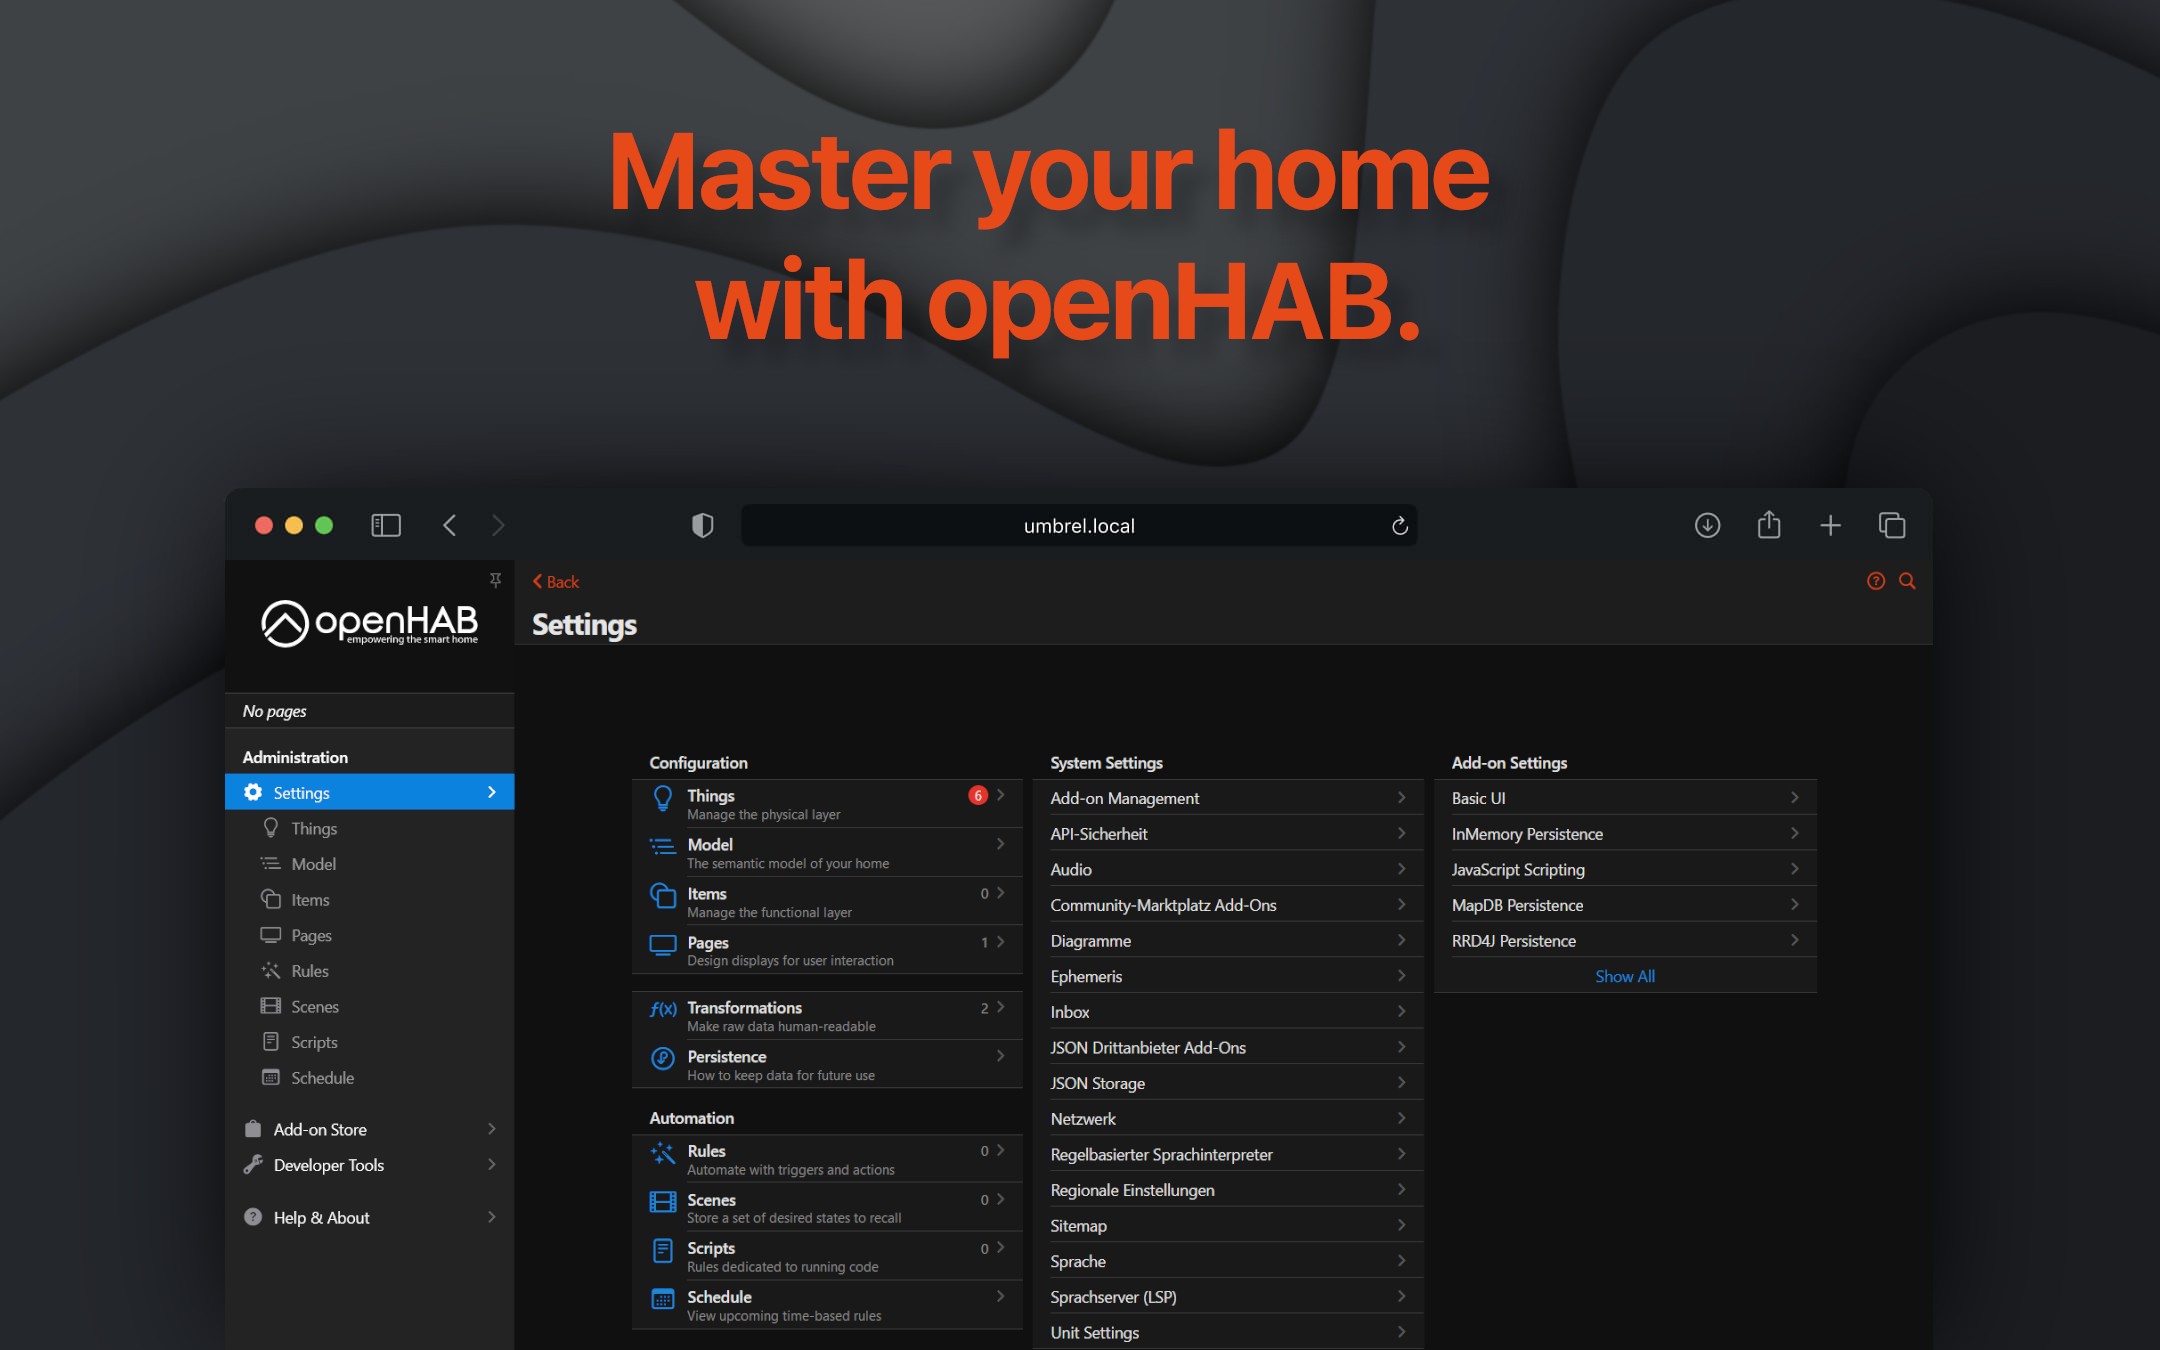 Master your home
with openHAB.
umbrel.local
openHAB
empowering the smart home
No pages
Administration
Settings
Things
Model
Items
Pages
Rules
Scenes
Scripts
Schedule
Add-on Store
Developer Tools
Help & About
Back
Settings
Configuration
Things 6
Manage the physical layer
Model
The semantic model of your home
Items 0
Manage the functional layer
Pages 1
Design displays for user interaction
f(x) Transformations 2
Make raw data human-readable
Persistence
How to keep data for future use
Automation
Rules 0
Automate with triggers and actions
Scenes 0
Store a set of desired states to recall
Scripts 0
Rules dedicated to running code
Schedule
View upcoming time-based rules
System Settings
Add-on Management
API-Sicherheit
Audio
Community-Marktplatz Add-Ons
Diagramme
Ephemeris
Inbox
JSON Drittanbieter Add-Ons
JSON Storage
Netzwerk
Regelbasierter Sprachinterpreter
Regionale Einstellungen
Sitemap
Sprache
Sprachserver (LSP)
Unit Settings
Add-on Settings
Basic UI
InMemory Persistence
JavaScript Scripting
MapDB Persistence
RRD4J Persistence
Show All